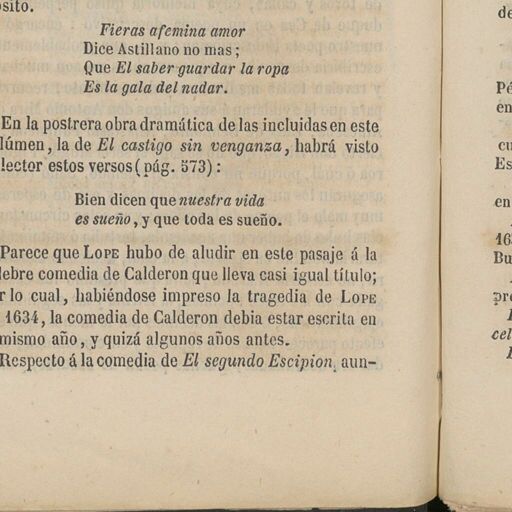 ósito.
Fieras afemina amor
Dice Astillano no mas;
Que El saber guardar la ropa
Es la gala del nadar.
En la postrera obra dramática de las incluidas en este
lúmen, la de El castigo sin venganza, habrá visto
lector estos versos (pág. 573):
Bien dicen que nuestra vida
es sueño, y que toda es sueño.
Parece que LOPE hubo de aludir en este pasaje á la
lebre comedia de Calderon que lleva casi igual título;
r lo cual, habiéndose impreso la tragedia de LOPE
1634, la comedia de Calderon debia estar escrita en
mismo año, y quizá algunos años antes.
Respecto á la comedia de El segundo Escipion, aun-
de
Pé
en
cu
Es
en
163
Bu
pre
cel